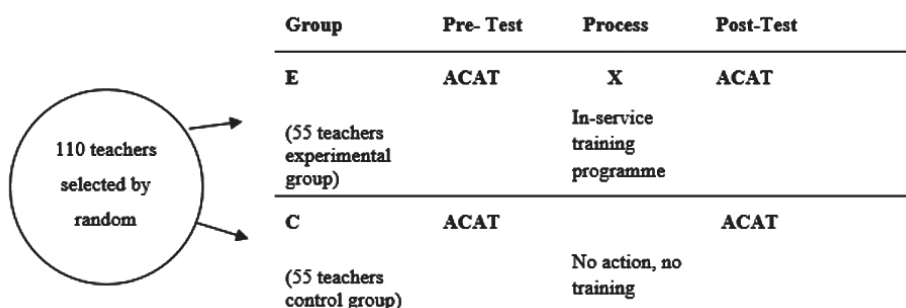 Group Pre- Test Process Post-Test
E ACAT X ACAT
110 teachers
selected by
random
(55 teachers
experimental
group)
In-service
training
programme
C ACAT ACAT
(55 teachers
control group)
No action, no
training